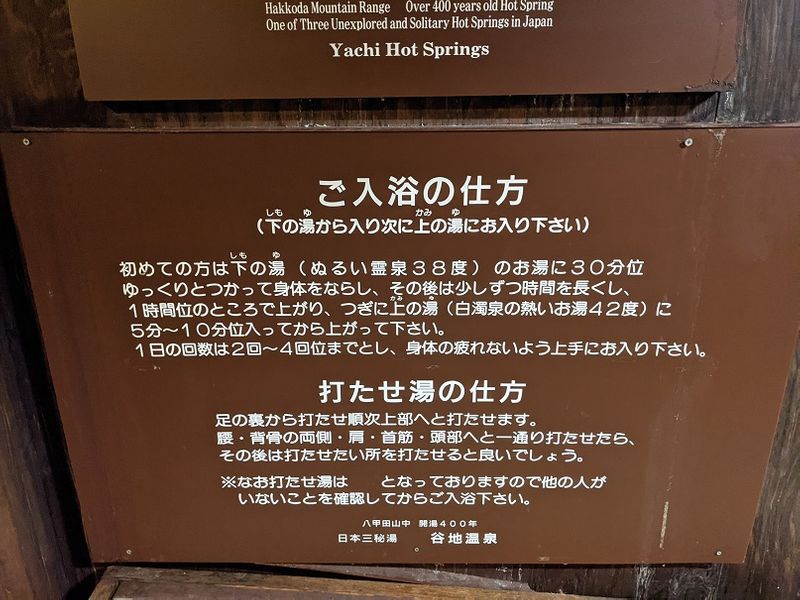 Hakkoda Mountain Range Over 400 years old Hot Spring
One of Three Unexplored and Solitary Hot Springs in Japan
Yachi Hot Springs
ご入浴の仕方
しも ゆ かみ ゆ
（下の湯から入り次に上の湯にお入り下さい）
しも ゆ
初めての方は下の湯（ぬるい霊泉３８度）のお湯に３０分位
ゆっくりとつかって身体をならし、その後は少しずつ時間を長くし、
かみ ゆ
１時間位のところで上がり、つぎに上の湯（白濁泉の熱いお湯４２度）に
５分～１０分位入ってから上がって下さい。
１日の回数は２回～４回位までとし、身体の疲れないよう上手にお入り下さい。
打たせ湯の仕方
足の裏から打たせ順次上部へと打たせます。
腰・背骨の両側・肩・首筋・頭部へと一通り打たせたら、
その後は打たせたい所を打たせると良いでしょう。
※なお打たせ湯は　　となっておりますので他の人が
いないことを確認してからご入浴下さい。
八甲田山中 開湯４００年
日本三秘湯 谷地温泉